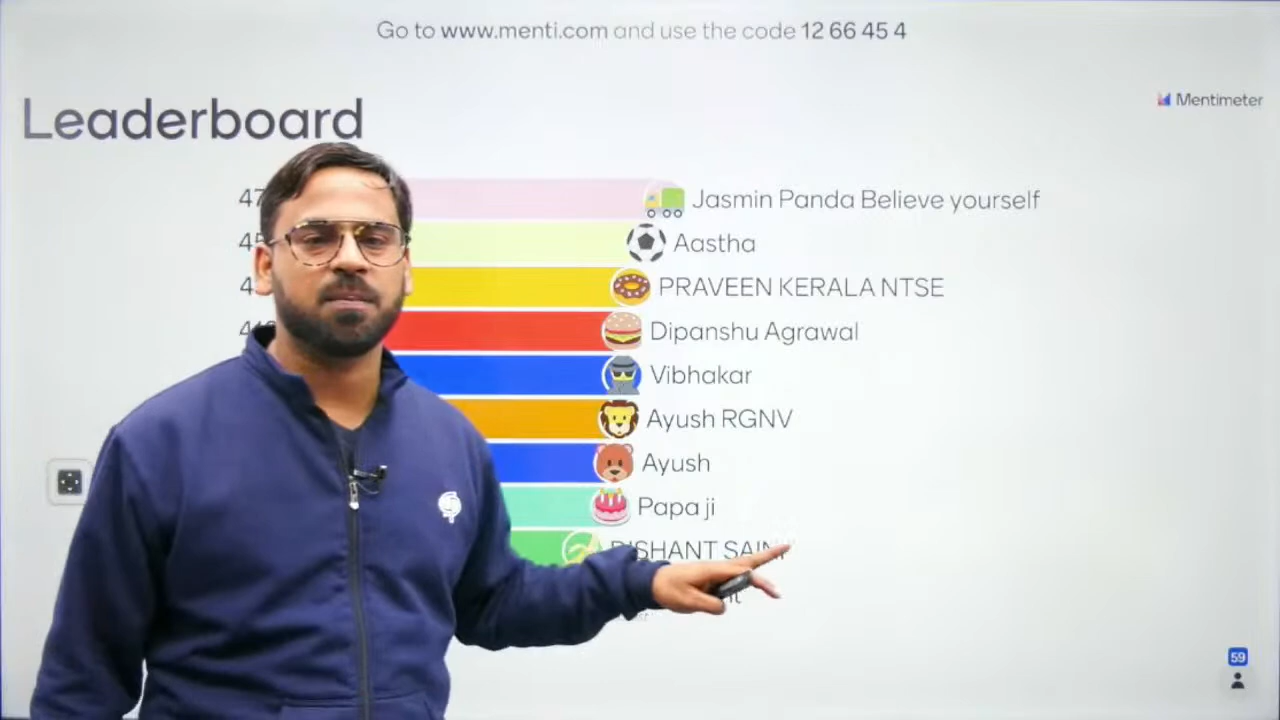 Go to www.menti.com and use the code 12 66 45 4
Mentimeter
Leaderboard
Jasmin Panda Believe yourself
Aastha
PRAVEEN KERALA NTSE
Dipanshu Agrawal
Vibhakar
Ayush RGNV
Ayush
Papa ji
SAINI
59